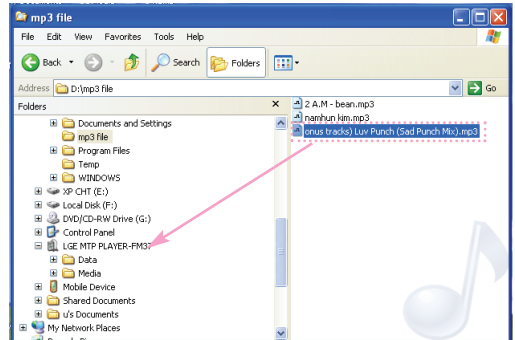 mp3 file
File Edit View Favorites Tools Help
Back Search Folders
Address D:\mp3 file Go
Folders
Documents and Settings
mp3 file
Program Files
Temp
WINDOWS
XP CHT (E:)
Local Disk (F:)
DVD/CD-RW Drive (G:)
Control Panel
LGE MTP PLAYER-FM37
Data
Media
Mobile Device
Shared Documents
u's Documents
My Network Places
2 A.M - bean.mp3
namhun kim.mp3
onus tracks) Luv Punch (Sad Punch Mix).mp3